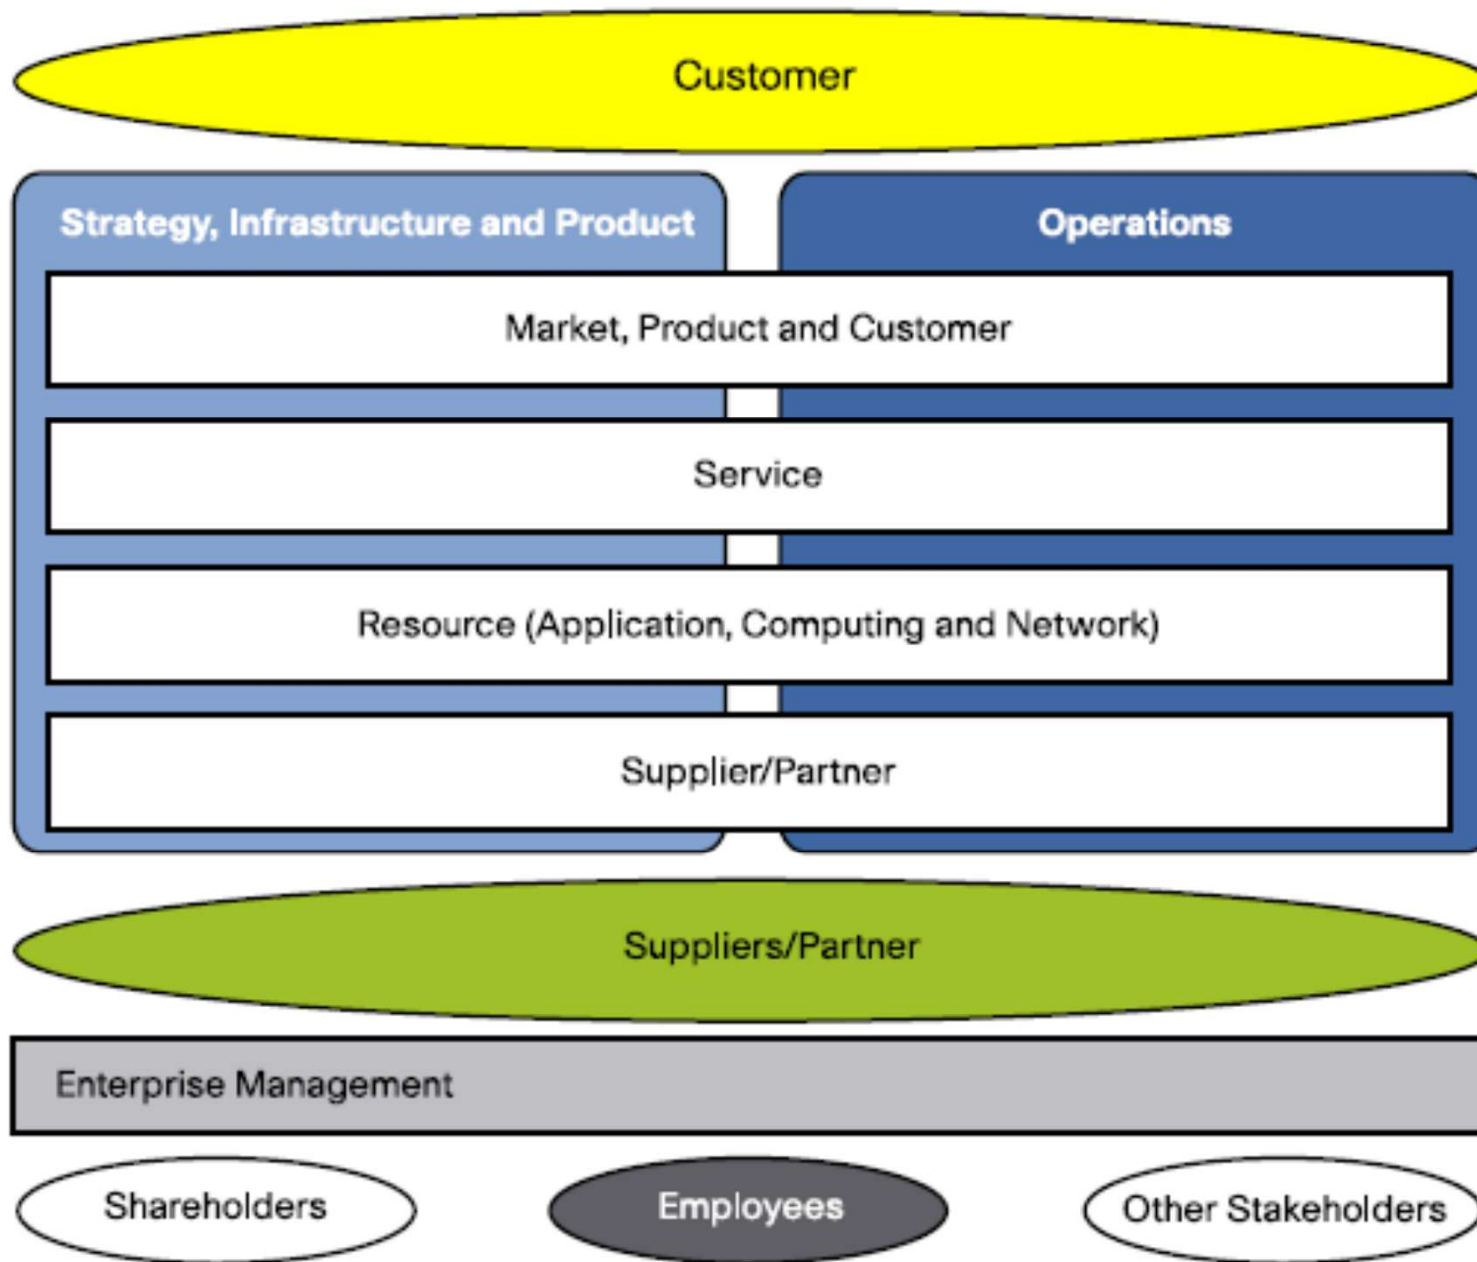 Customer
Strategy, Infrastructure and Product
Operations
Market, Product and Customer
Service
Resource (Application, Computing and Network)
Supplier/Partner
Suppliers/Partner
Enterprise Management
Shareholders
Employees
Other Stakeholders